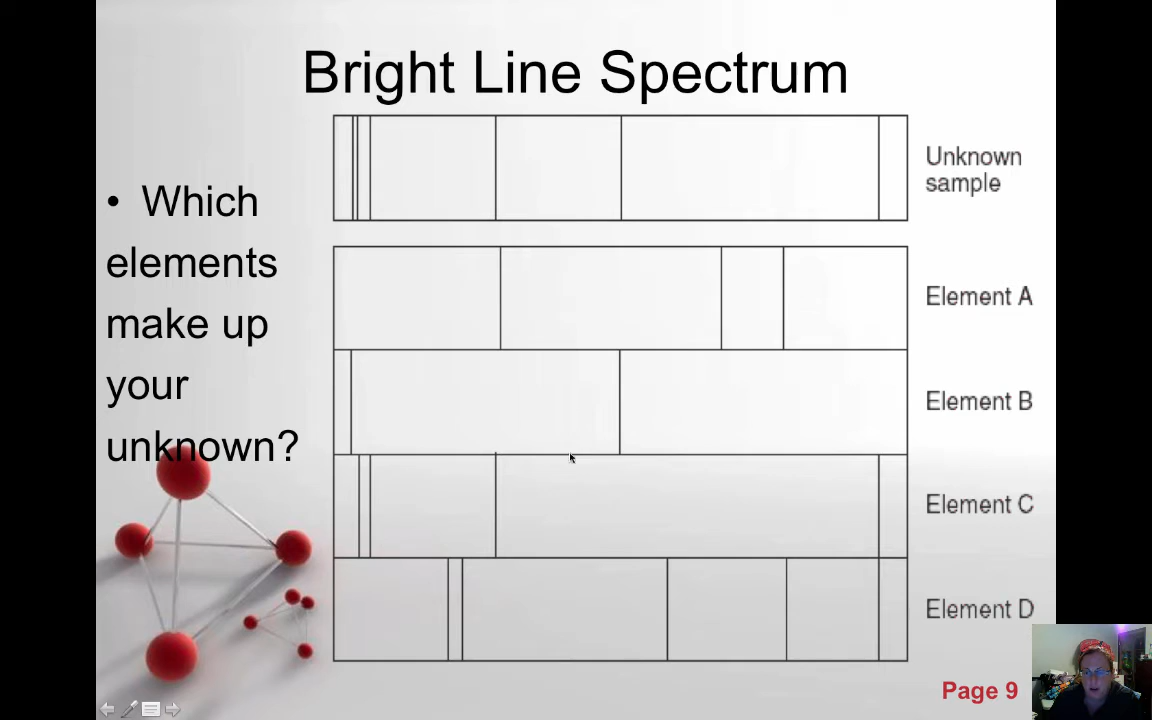 Bright Line Spectrum
• Which
elements
make up
your
unknown?
Unknown
sample
Element A
Element B
Element C
Element D
Page 9